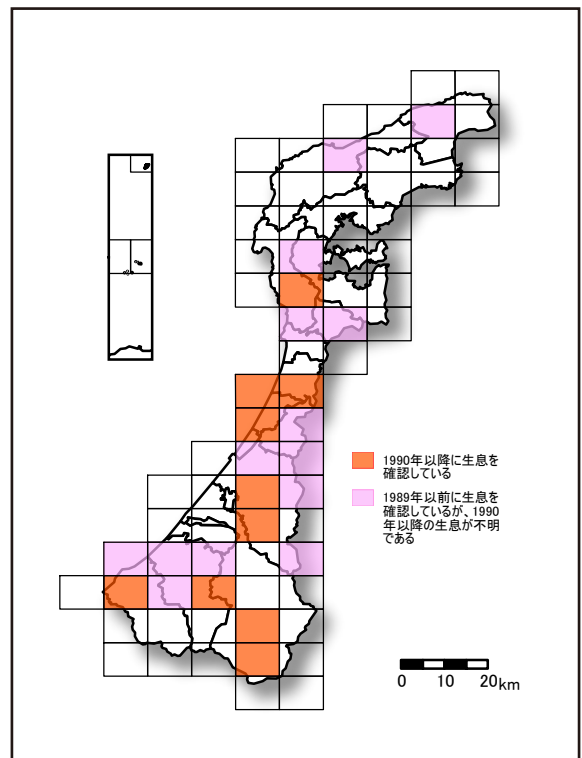 1990年以降に生息を
確認している
1989年以前に生息を
確認しているが、1990
年以降の生息が不明
である
0 10 20km